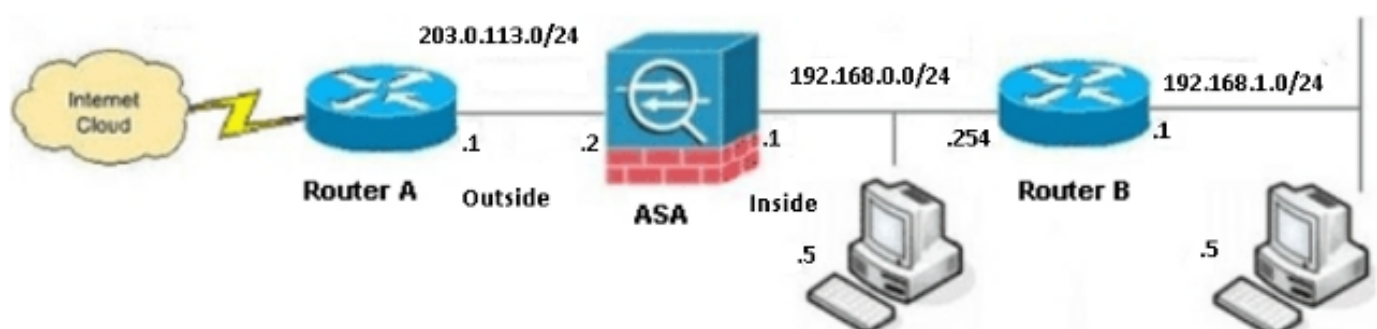 203.0.113.0/24
192.168.0.0/24
192.168.1.0/24
Internet
Cloud
.1
.2
.1
.254
.1
Router A
Outside
ASA
Inside
Router B
.5
.5